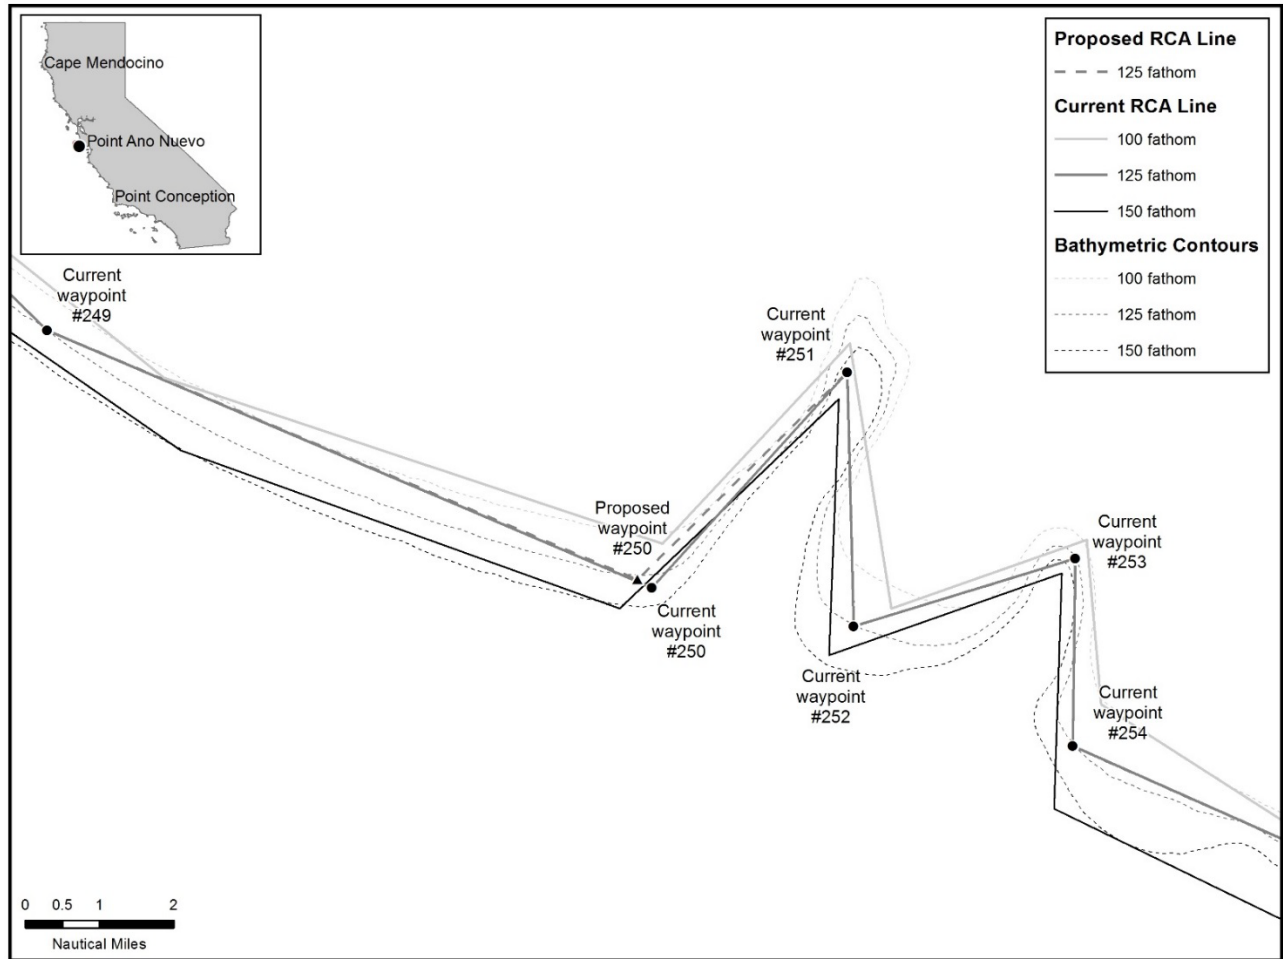 Cape Mendocino
Point Ano Nuevo
Point Conception
Proposed RCA Line
125 fathom
Current RCA Line
100 fathom
125 fathom
150 fathom
Bathymetric Contours
100 fathom
125 fathom
150 fathom
Current
waypoint
#249
Current
waypoint
#251
Proposed
waypoint
#250
Current
waypoint
#250
Current
waypoint
#253
Current
waypoint
#252
Current
waypoint
#254
0 0.5 1 2
Nautical Miles